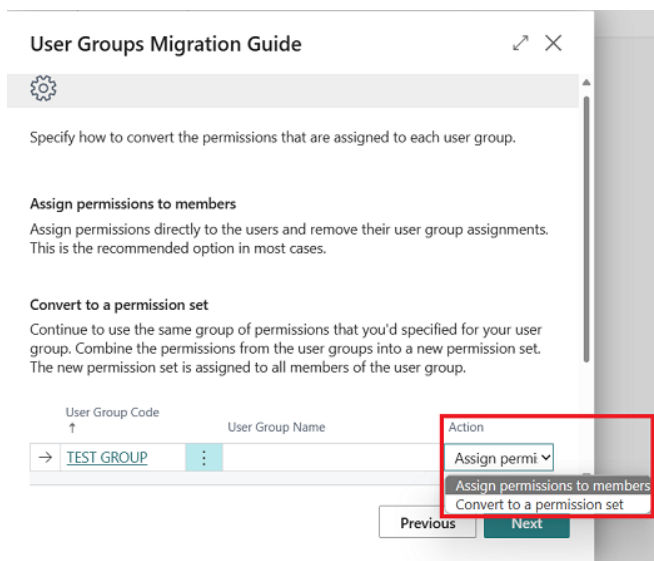 User Groups Migration Guide
Specify how to convert the permissions that are assigned to each user group.
Assign permissions to members
Assign permissions directly to the users and remove their user group assignments.
This is the recommended option in most cases.
Convert to a permission set
Continue to use the same group of permissions that you'd specified for your user
group. Combine the permissions from the user groups into a new permission set.
The new permission set is assigned to all members of the user group.
User Group Code
↑ User Group Name Action
→ TEST GROUP Assign permi
Assign permissions to members
Convert to a permission set
Previous Next